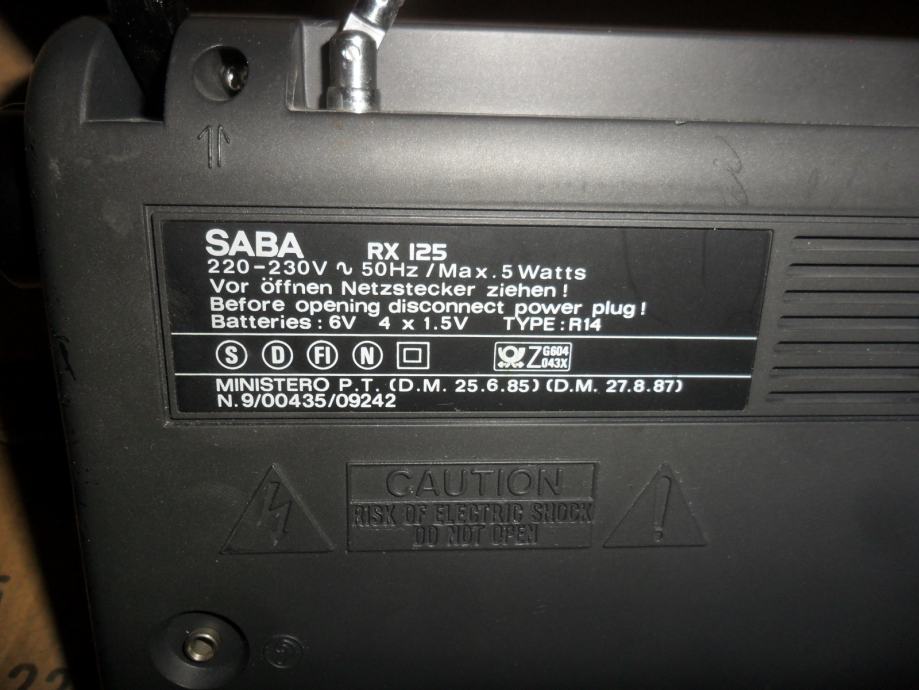 SABA RX 125
220-230V ∿ 50Hz /Max. 5 Watts
Vor öffnen Netzstecker ziehen !
Before opening disconnect power plug !
Batteries : 6V 4 x 1.5V TYPE : R14
S D FI N Z G604 043X
MINISTERO P.T. (D.M. 25.6.85) (D.M. 27.8.87)
N. 9/00435/09242
CAUTION
RISK OF ELECTRIC SHOCK
DO NOT OPEN